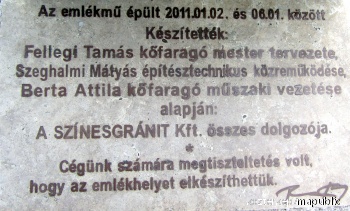 Az emlékmű épült 2011.01.02. és 06.01. között
Készítették:
Fellegi Tamás kőfaragó mester tervezete,
Szeghalmi Mátyás építésztechnikus közreműködése,
Berta Attila kőfaragó műszaki vezetése
alapján:
A SZÍNESGRÁNIT Kft. összes dolgozója.
*
Cégünk számára megtiszteltetés volt,
hogy az emlékhelyet elkészíthettük.
mapublix